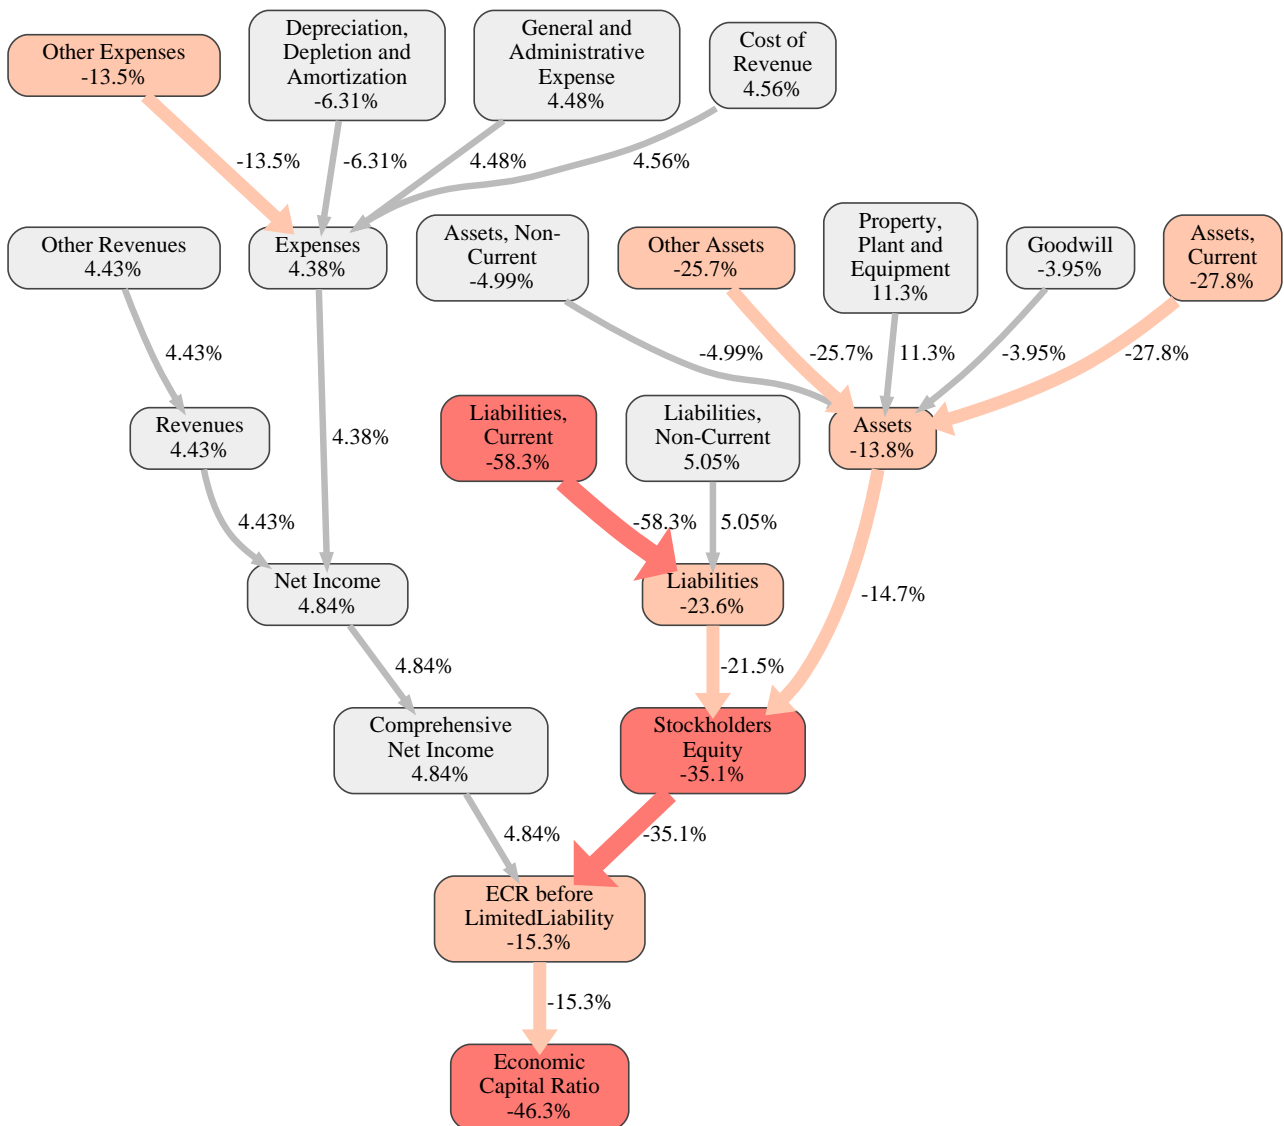 Other Expenses
-13.5%
Depreciation,
Depletion and
Amortization
-6.31%
General and
Administrative
Expense
4.48%
Cost of
Revenue
4.56%
-13.5%
-6.31%
4.48%
4.56%
Other Revenues
4.43%
Expenses
4.38%
Assets, Non-
Current
-4.99%
Other Assets
-25.7%
Property,
Plant and
Equipment
11.3%
Goodwill
-3.95%
Assets,
Current
-27.8%
4.43%
-4.99%
-25.7%
11.3%
-3.95%
-27.8%
Revenues
4.43%
4.38%
Liabilities,
Current
-58.3%
Liabilities,
Non-Current
5.05%
Assets
-13.8%
4.43%
-58.3%
5.05%
Net Income
4.84%
Liabilities
-23.6%
-14.7%
4.84%
-21.5%
Comprehensive
Net Income
4.84%
Stockholders
Equity
-35.1%
4.84%
-35.1%
ECR before
LimitedLiability
-15.3%
-15.3%
Economic
Capital Ratio
-46.3%